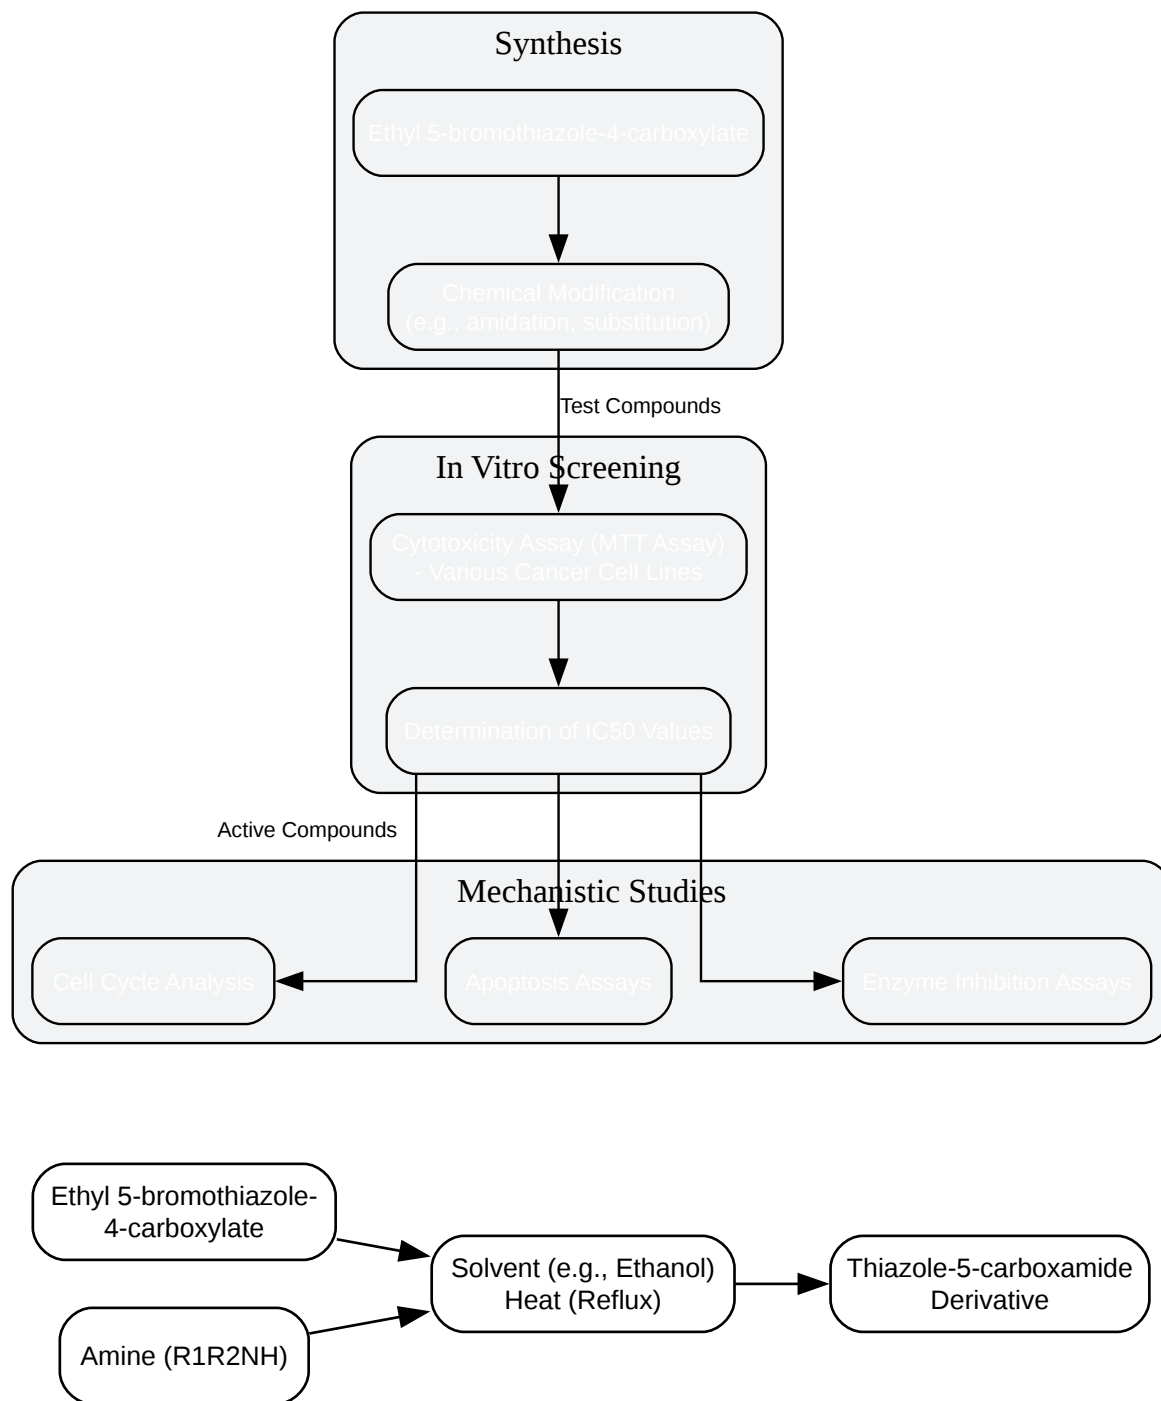 Synthesis
Ethyl 5-bromothiazole-4-carboxylate
Chemical Modification
(e.g., amidation, substitution)
Test Compounds
In Vitro Screening
Cytotoxicity Assay (MTT Assay)
- Various Cancer Cell Lines
Determination of IC50 Values
Active Compounds
Mechanistic Studies
Cell Cycle Analysis
Apoptosis Assays
Enzyme Inhibition Assays
Ethyl 5-bromothiazole-
4-carboxylate
Solvent (e.g., Ethanol)
Heat (Reflux)
Thiazole-5-carboxamide
Derivative
Amine (R1R2NH)